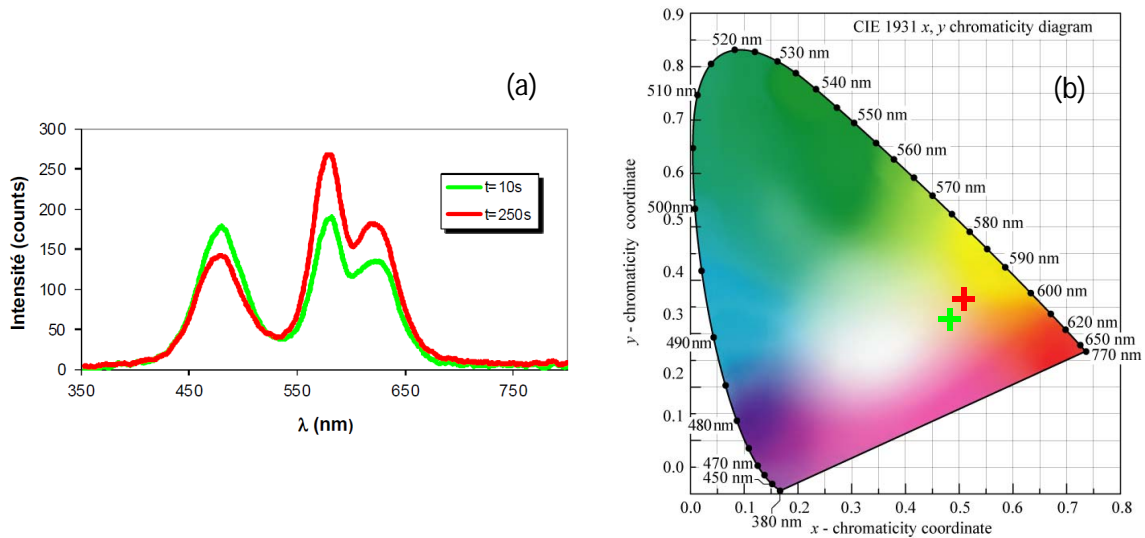 (a)
300
250
200
150
100
50
0
Intensité (counts)
350
450
550
650
750
λ (nm)
t= 10s
t= 250s
CIE 1931 x, y chromaticity diagram
(b)
0.9
0.8
0.7
0.6
0.5
0.4
0.3
0.2
0.1
0.0
y - chromaticity coordinate
520 nm
530 nm
540 nm
550 nm
560 nm
570 nm
580 nm
590 nm
600 nm
620 nm
650 nm
770 nm
510 nm
500nm
490nm
480nm
470 nm
450 nm
380 nm
0.0 0.1 0.2 0.3 0.4 0.5 0.6 0.7 0.8
x - chromaticity coordinate